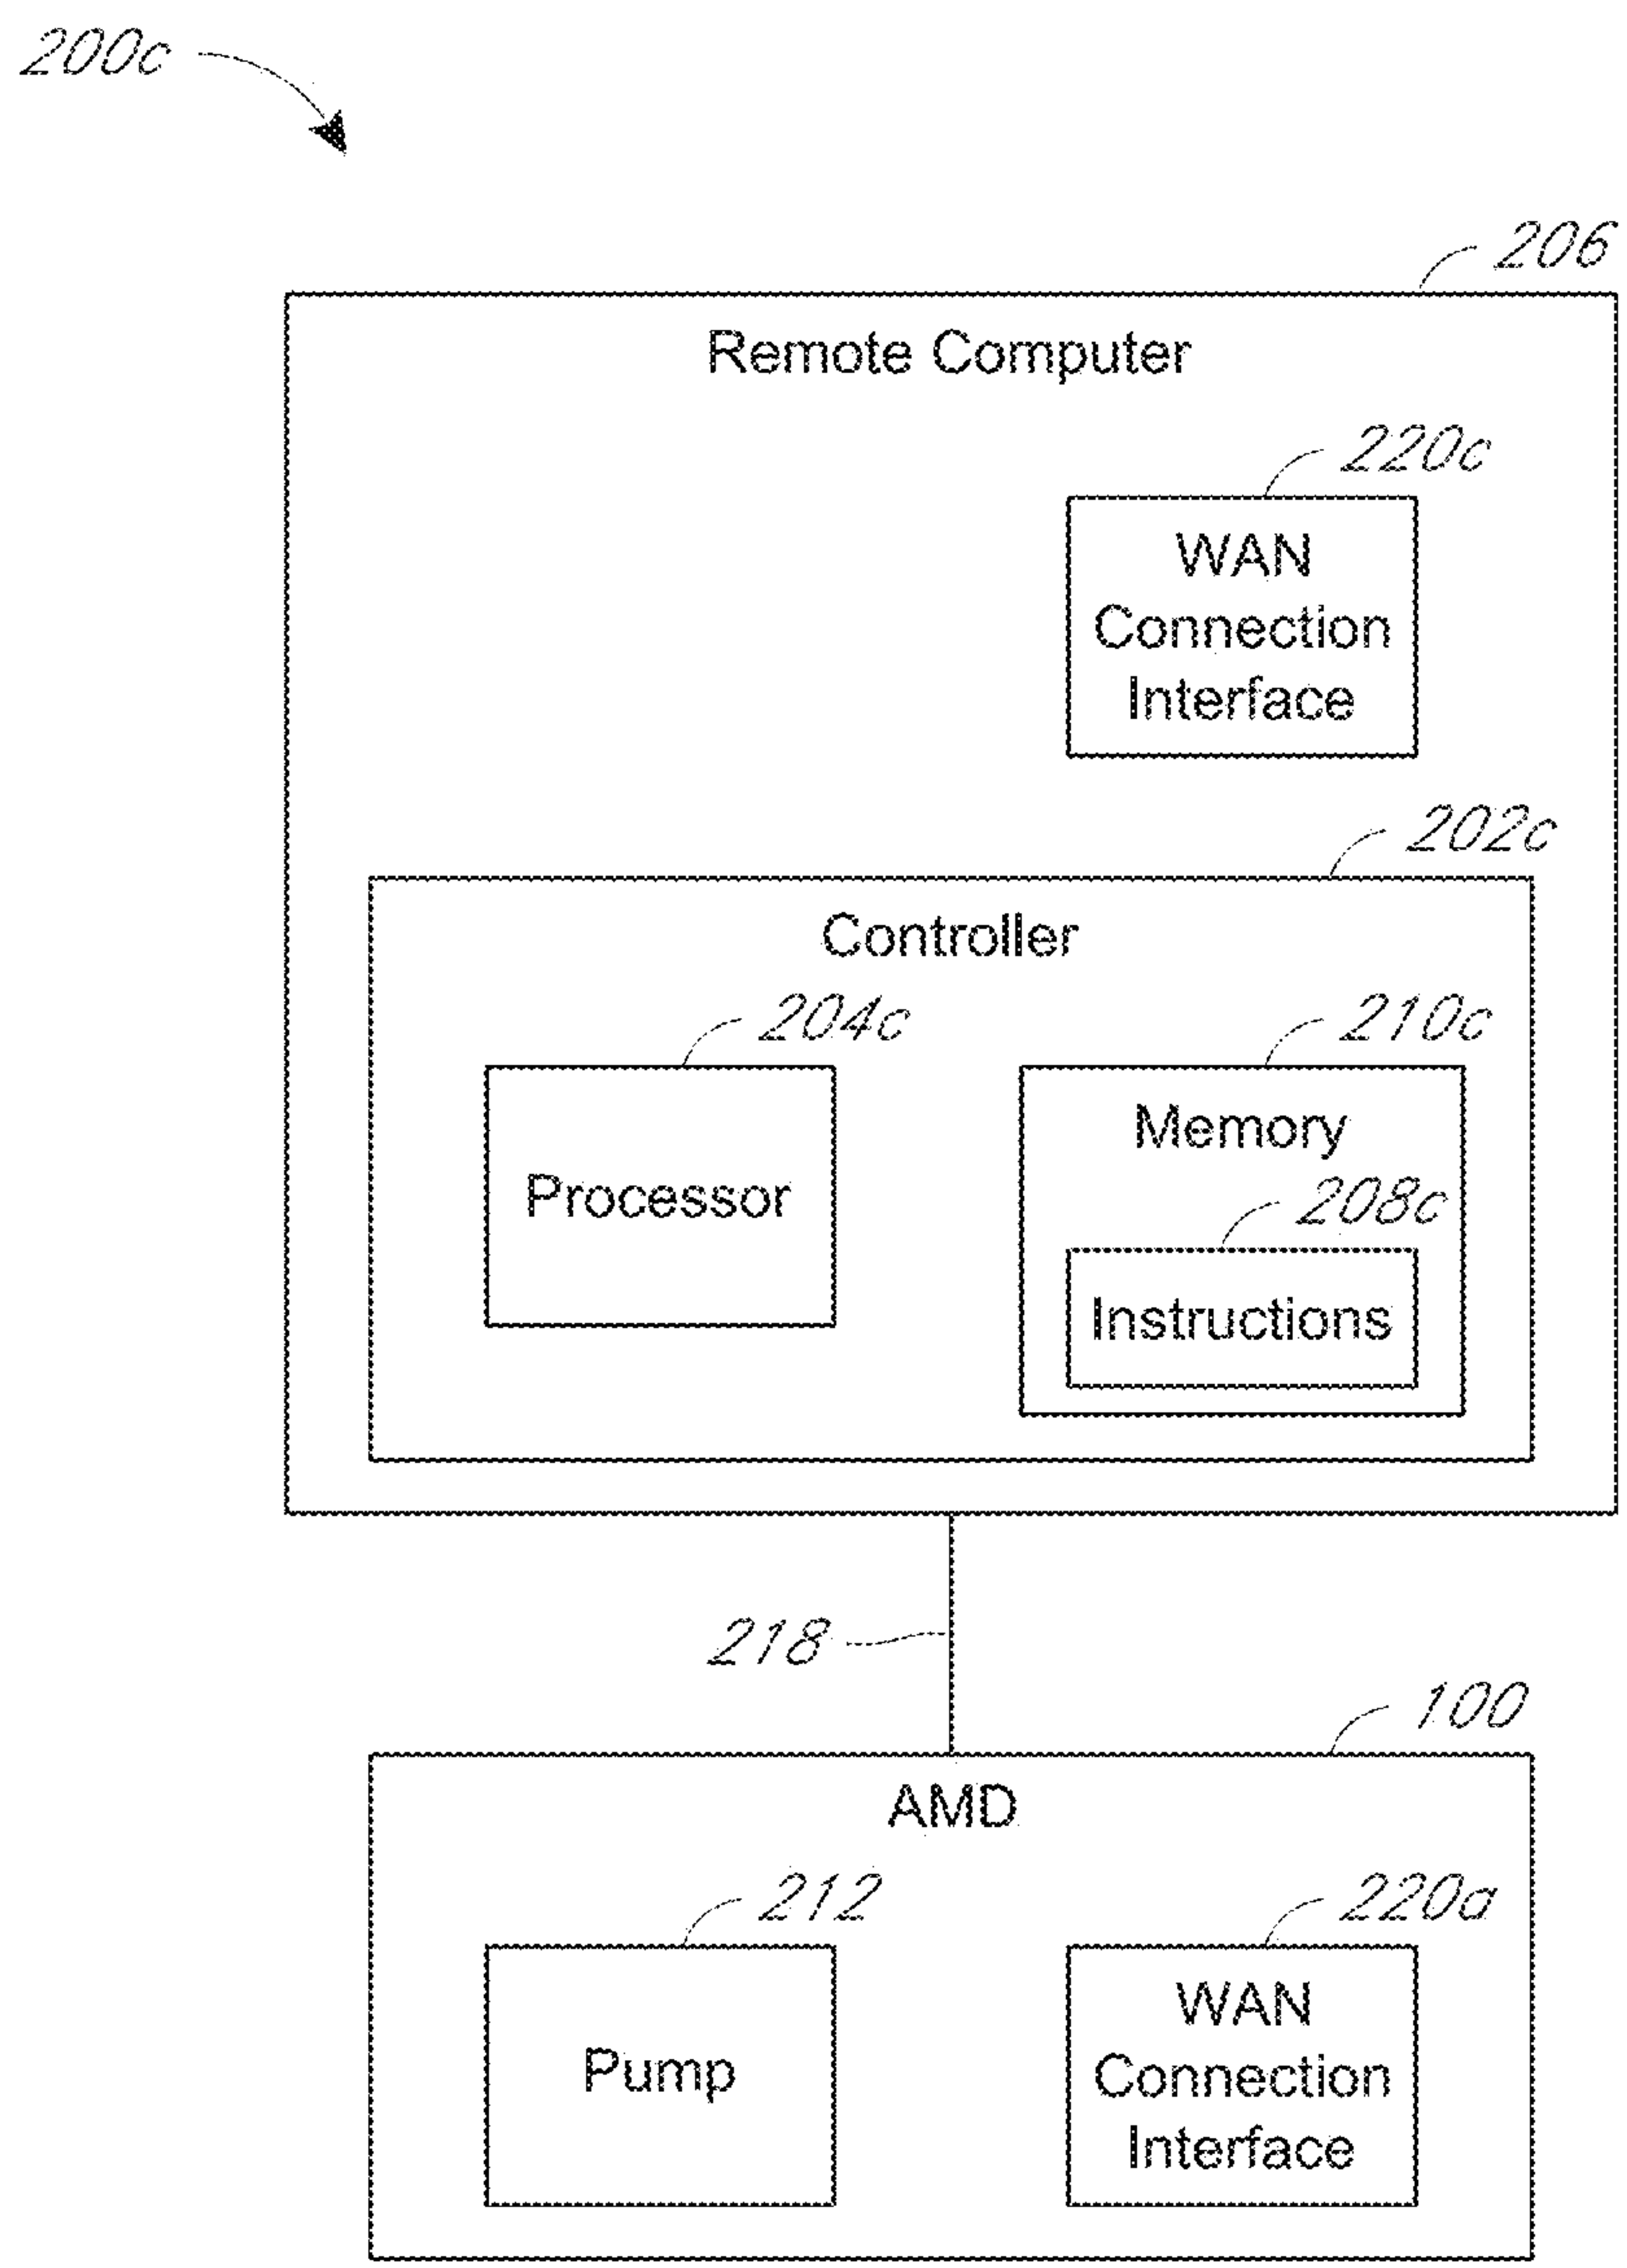 200c
206
Remote Computer
220c
WAN
Connection
Interface
202c
Controller
204c
210c
Memory
Processor
208c
Instructions
218
100
AMD
212
220a
WAN
Connection
Interface
Pump